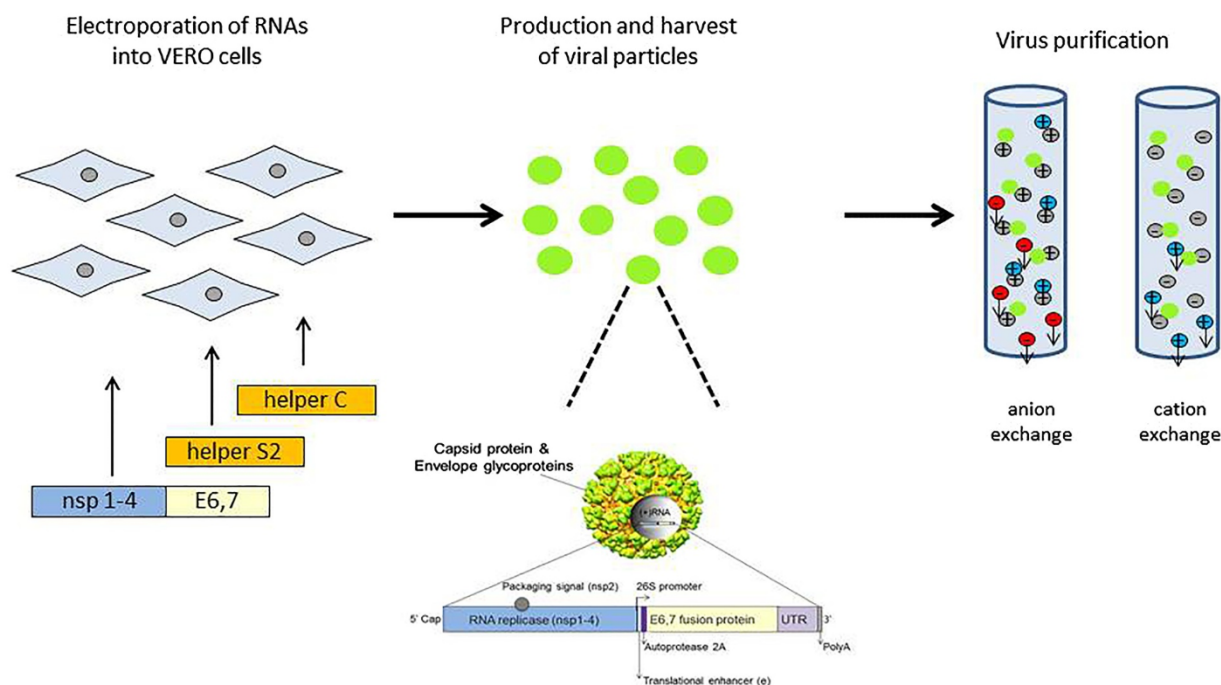 Electroporation of RNAs
into VERO cells
Production and harvest
of viral particles
Virus purification
helper C
helper S2
nsp 1-4
E6,7
anion
exchange
cation
exchange
Capsid protein &
Envelope glycoproteins
(+)RNA
Packaging signal (nsp2)
26S promoter
5' Cap
RNA replicase (nsp1-4)
E6,7 fusion protein
UTR
3'
Autoprotease 2A
PolyA
Translational enhancer (e)